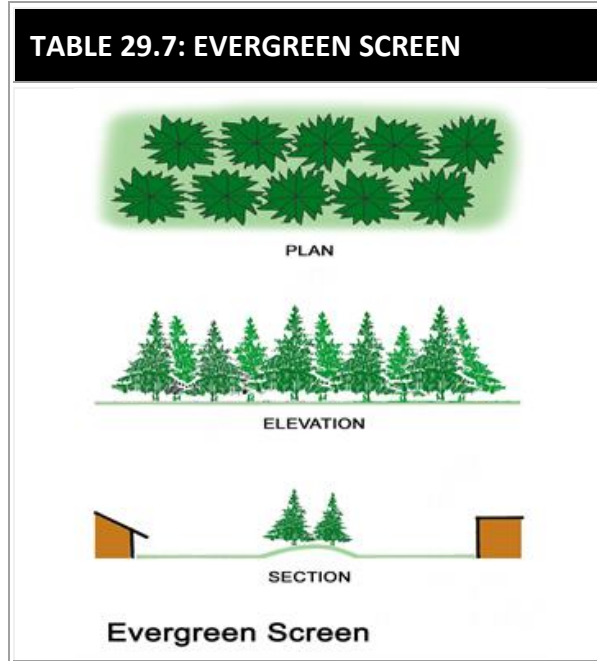 TABLE 29.7: EVERGREEN SCREEN
PLAN
ELEVATION
SECTION
Evergreen Screen